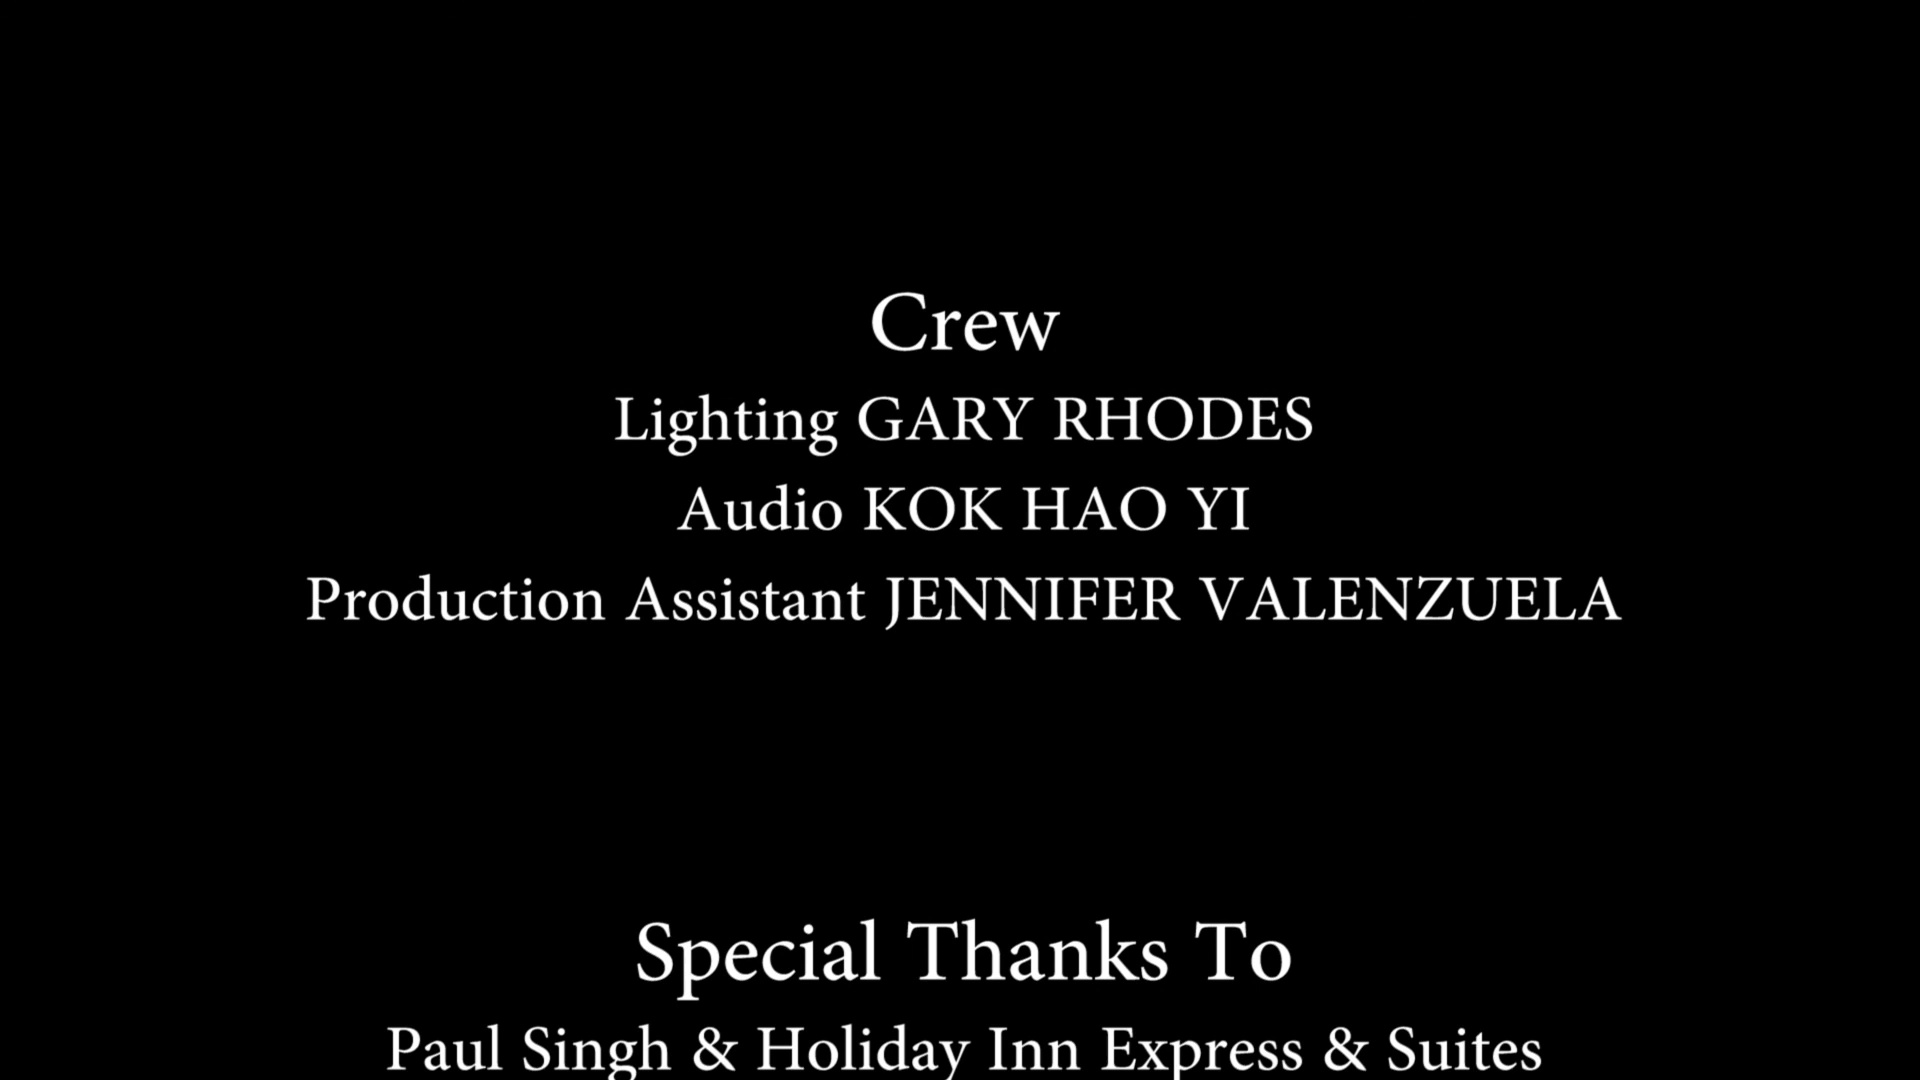 Crew
Lighting GARY RHODES
Audio KOK HAO YI
Production Assistant JENNIFER VALENZUELA
Special Thanks To
Paul Singh & Holiday Inn Express & Suites